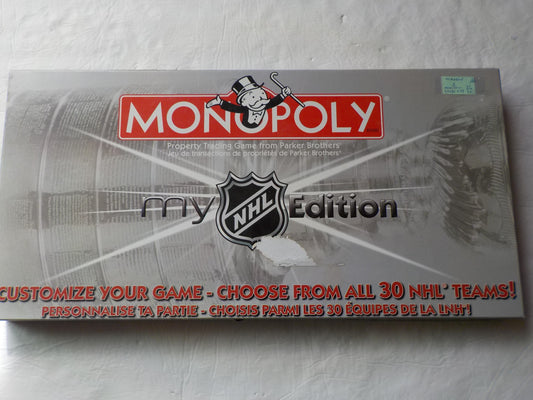 MONOPOLY
Property Trading Game from Parker Brothers
Jeu de transactions de propriétés de Parker Brothers
my NHL Edition
CUSTOMIZE YOUR GAME - CHOOSE FROM ALL 30 NHL TEAMS!
PERSONNALISE TA PARTIE - CHOISIS PARMI LES 30 ÉQUIPES DE LA LNH!